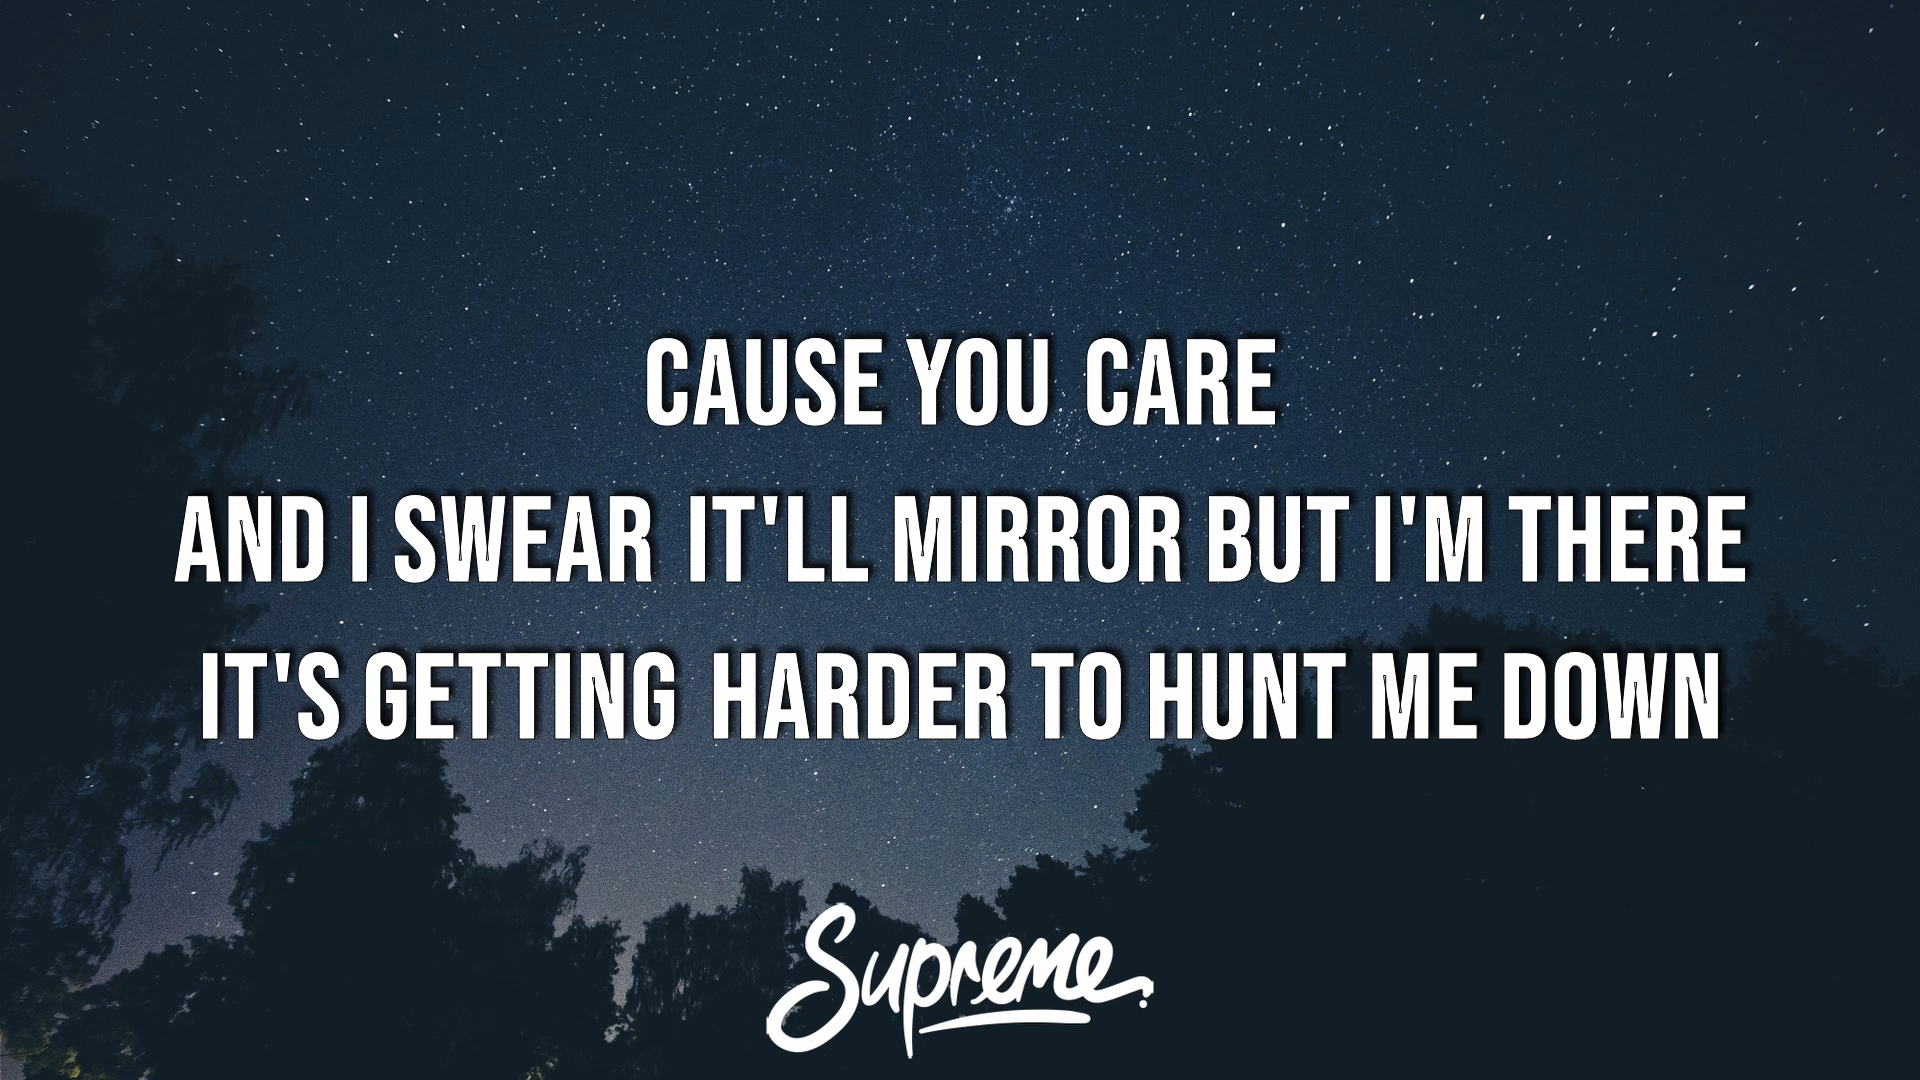 CAUSE YOU CARE
AND I SWEAR IT'LL MIRROR BUT I'M THERE
IT'S GETTING HARDER TO HUNT ME DOWN
Supreme